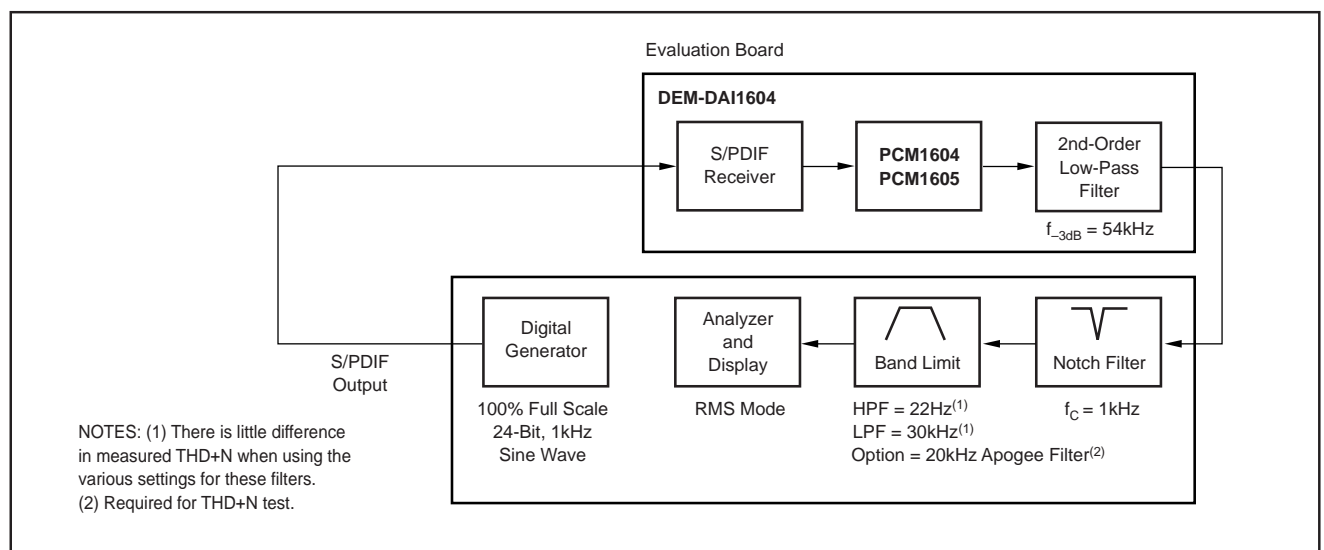 Evaluation Board
DEM-DAI1604
S/PDIF
Receiver
PCM1604
PCM1605
2nd-Order
Low-Pass
Filter
f–3dB = 54kHz
S/PDIF
Output
Digital
Generator
100% Full Scale
24-Bit, 1kHz
Sine Wave
Analyzer
and
Display
RMS Mode
Band Limit
HPF = 22Hz(1)
LPF = 30kHz(1)
Option = 20kHz Apogee Filter(2)
Notch Filter
fC = 1kHz
NOTES: (1) There is little difference
in measured THD+N when using the
various settings for these filters.
(2) Required for THD+N test.